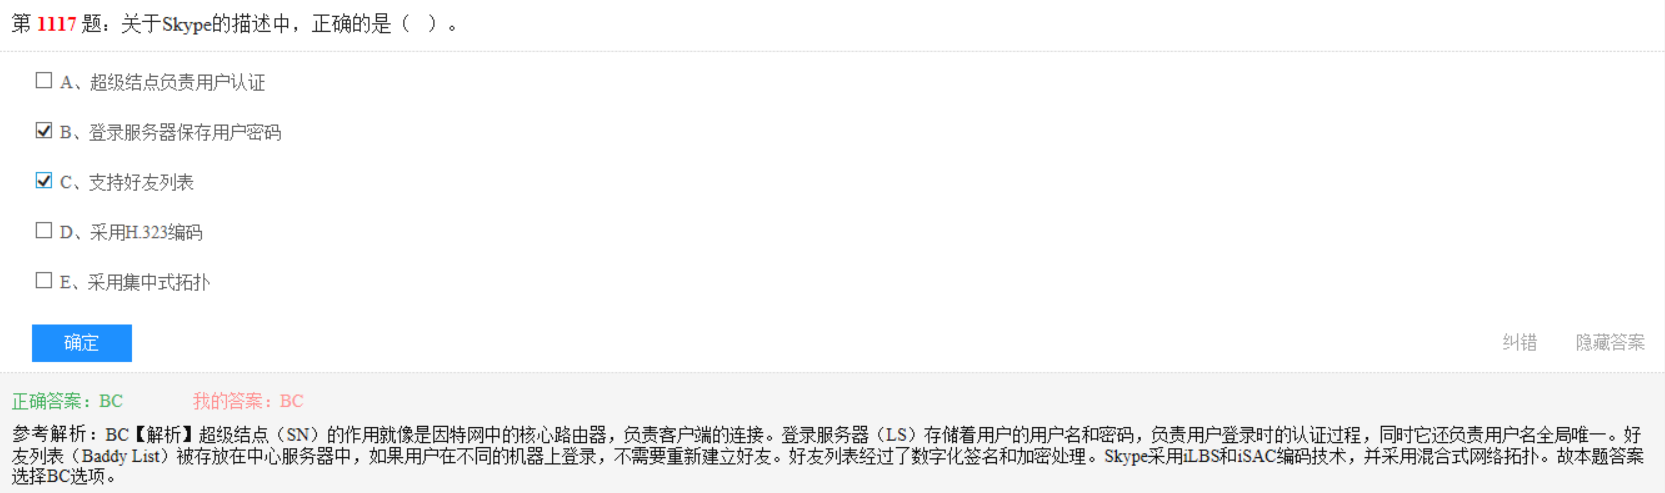 第 1117 题：关于Skype的描述中，正确的是（　）。
A、超级结点负责用户认证
B、登录服务器保存用户密码
C、支持好友列表
D、采用H.323编码
E、采用集中式拓扑
确定
纠错 隐藏答案
正确答案：BC 我的答案：BC
参考解析：BC【解析】超级结点（SN）的作用就像是因特网中的核心路由器，负责客户端的连接。登录服务器（LS）存储着用户的用户名和密码，负责用户登录时的认证过程，同时它还负责用户名全局唯一。好
友列表（Baddy List）被存放在中心服务器中，如果用户在不同的机器上登录，不需要重新建立好友。好友列表经过了数字化签名和加密处理。Skype采用iLBS和iSAC编码技术，并采用混合式网络拓扑。故本题答案
选择BC选项。